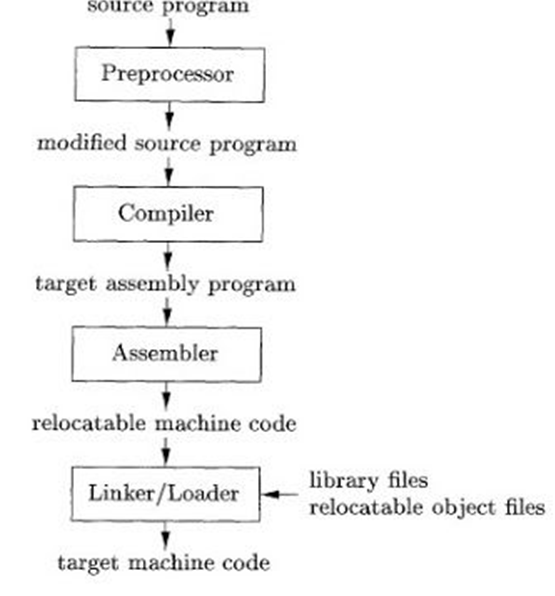 source program
Preprocessor
modified source program
Compiler
target assembly program
Assembler
relocatable machine code
Linker/Loader
library files
relocatable object files
target machine code